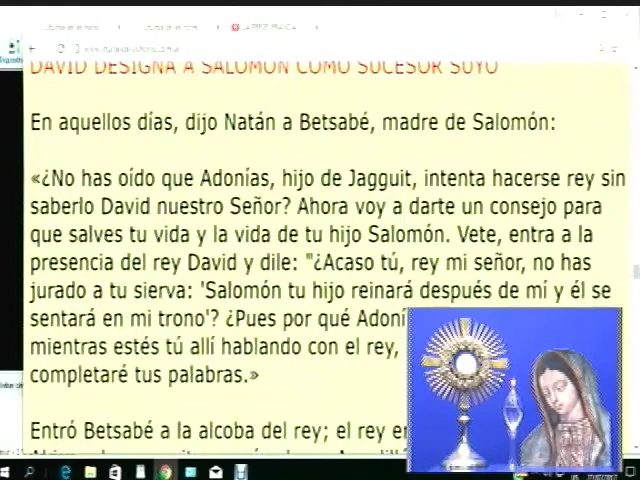 DAVID DESIGNA A SALOMÓN COMO SUCESOR SUYO
En aquellos días, dijo Natán a Betsabé, madre de Salomón:
«¿No has oído que Adonías, hijo de Jagguit, intenta hacerse rey sin
saberlo David nuestro Señor? Ahora voy a darte un consejo para
que salves tu vida y la vida de tu hijo Salomón. Vete, entra a la
presencia del rey David y dile: "¿Acaso tú, rey mi señor, no has
jurado a tu sierva: 'Salomón tu hijo reinará después de mí y él se
sentará en mi trono'? ¿Pues por qué Adoní
mientras estés tú allí hablando con el rey,
completaré tus palabras.»
Entró Betsabé a la alcoba del rey; el rey